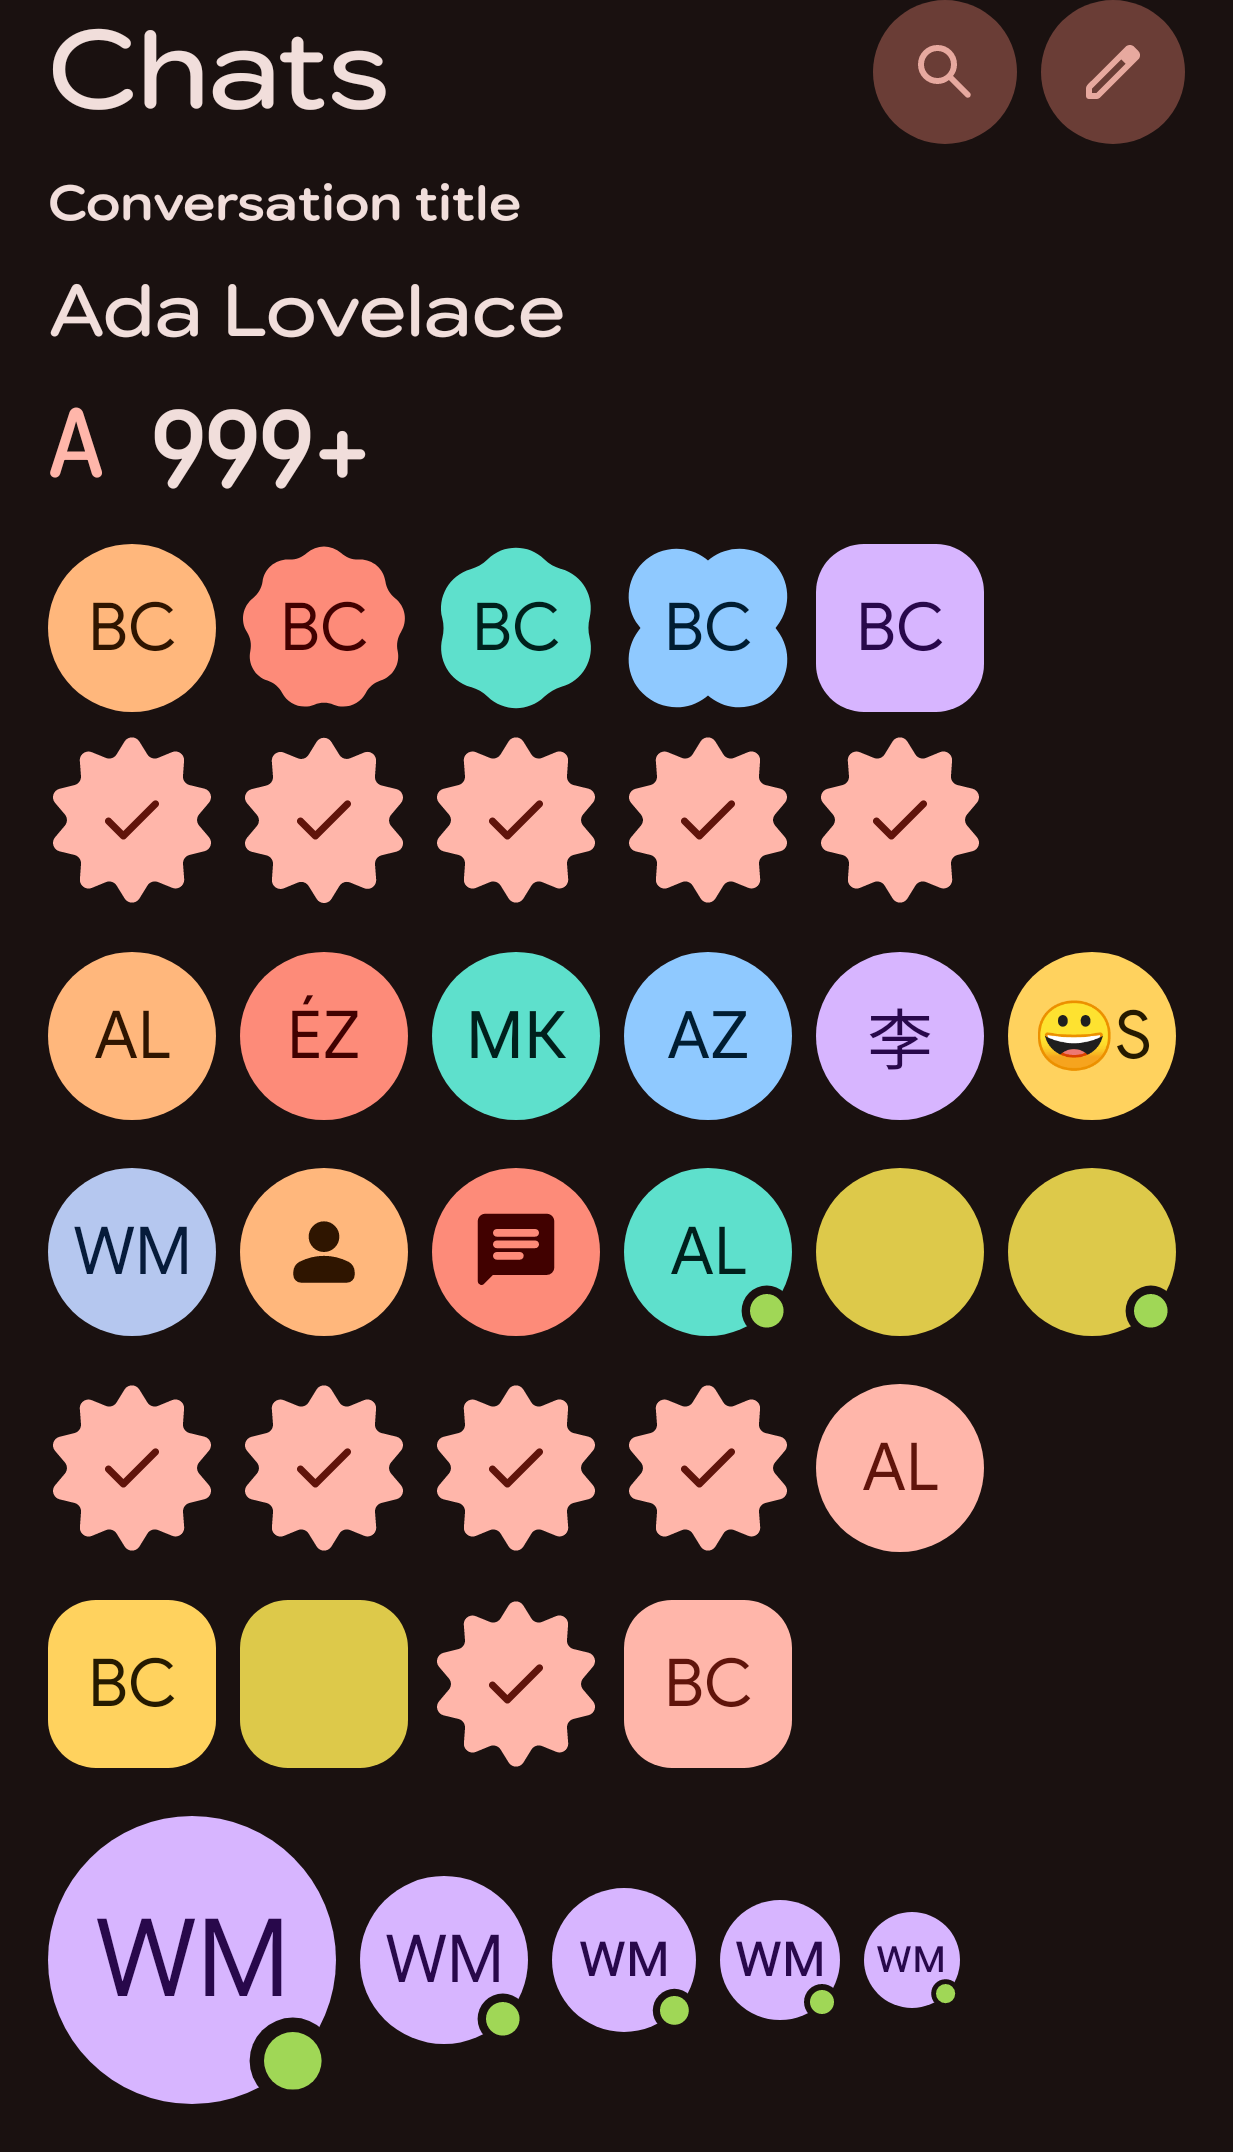 Chats
Conversation title
Ada Lovelace
A 999+
BC BC BC BC BC
AL ÉZ MK AZ 李 😀S
WM AL
AL
BC BC
WM WM WM WM WM